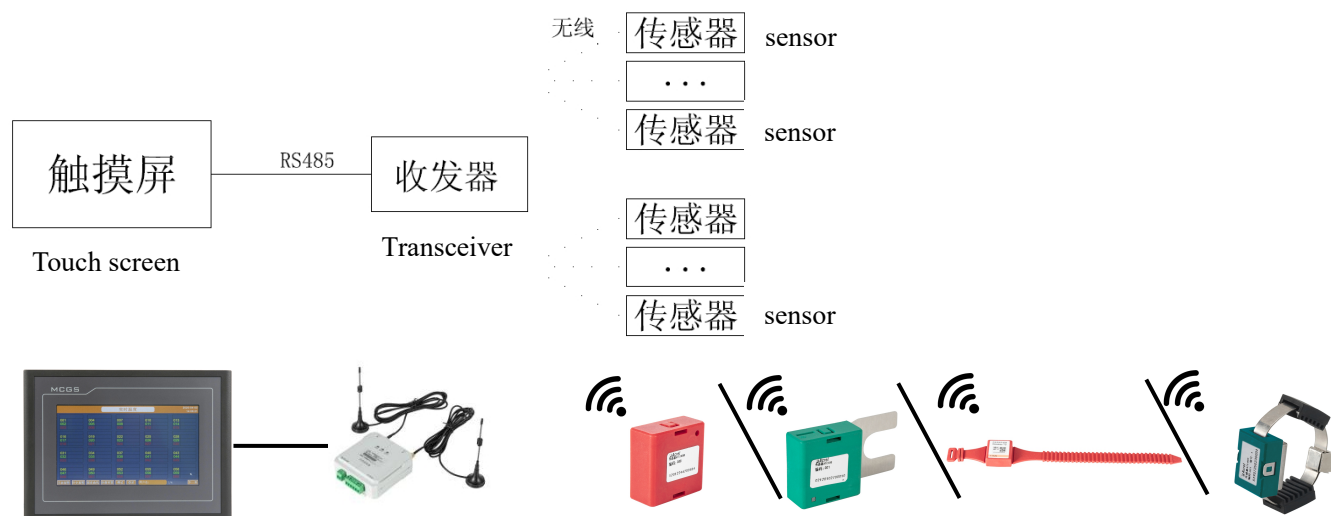 无线
传感器 sensor
···
传感器 sensor
触摸屏 RS485 收发器
Touch screen
Transceiver
传感器
···
传感器 sensor
MCGS